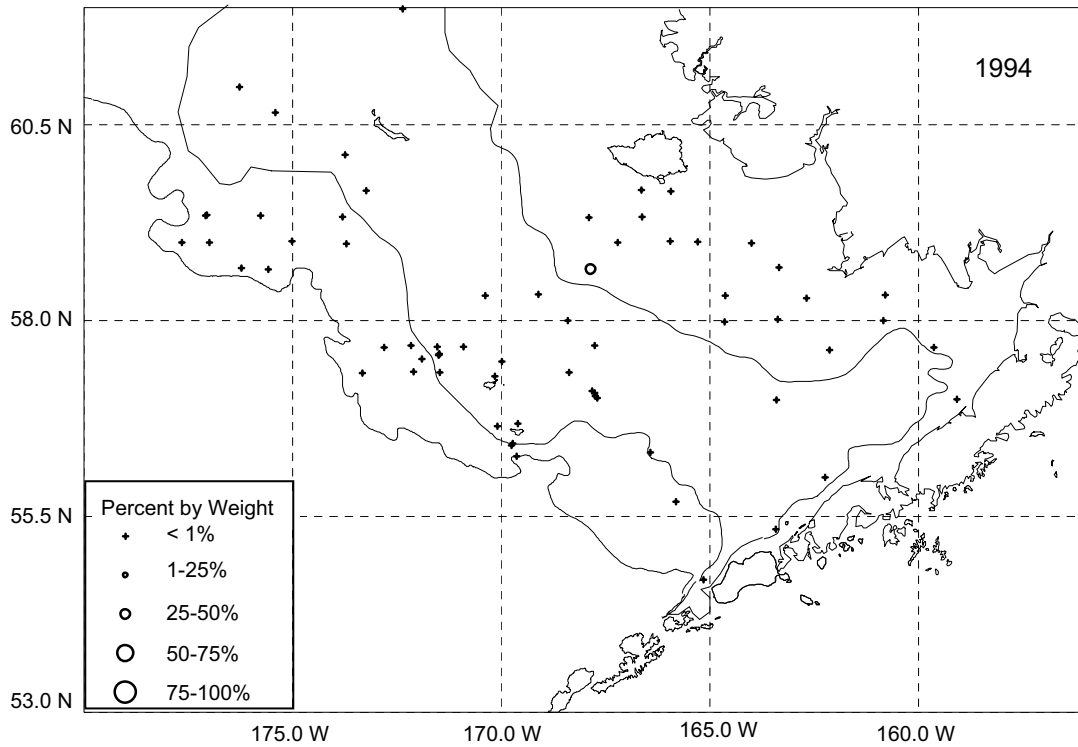 1994
60.5 N
58.0 N
55.5 N
53.0 N
Percent by Weight
< 1%
1-25%
25-50%
50-75%
75-100%
175.0 W
170.0 W
165.0 W
160.0 W